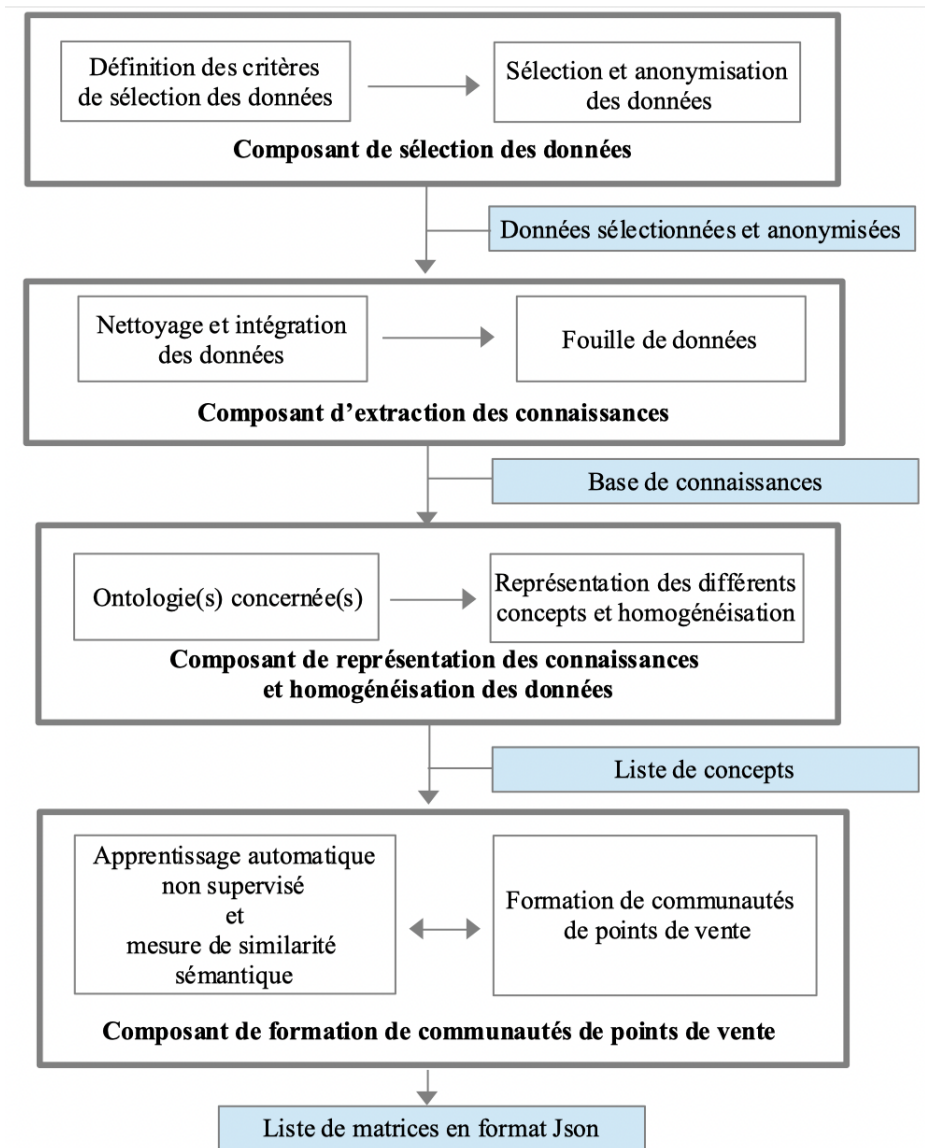 Définition des critères
de sélection des données
Sélection et anonymisation
des données
Composant de sélection des données
Données sélectionnées et anonymisées
Nettoyage et intégration
des données
Fouille de données
Composant d’extraction des connaissances
Base de connaissances
Ontologie(s) concernée(s)
Représentation des différents
concepts et homogénéisation
Composant de représentation des connaissances
et homogénéisation des données
Liste de concepts
Apprentissage automatique
non supervisé
et
mesure de similarité
sémantique
Formation de communautés
de points de vente
Composant de formation de communautés de points de vente
Liste de matrices en format Json